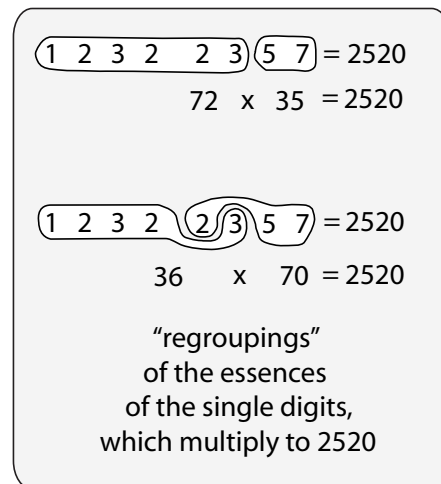 1 2 3 2 2 3 5 7 = 2520
72 x 35 = 2520
1 2 3 2 2 3 5 7 = 2520
36 x 70 = 2520
“regroupings”
of the essences
of the single digits,
which multiply to 2520